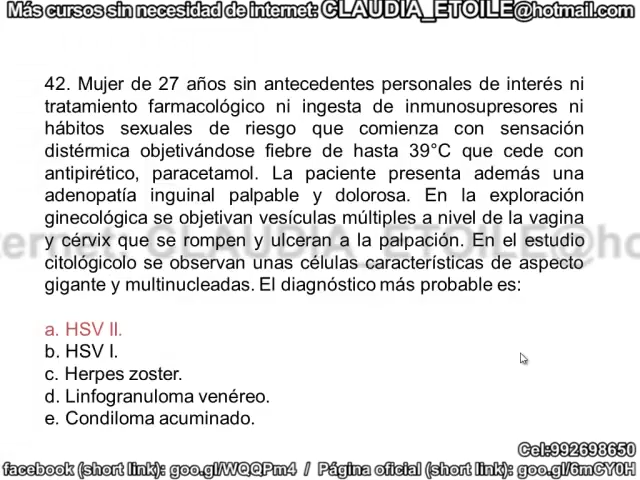 Más cursos sin necesidad de internet: CLAUDIA_ETOILE@hotmail.com
42. Mujer de 27 años sin antecedentes personales de interés ni
tratamiento farmacológico ni ingesta de inmunosupresores ni
hábitos sexuales de riesgo que comienza con sensación
distérmica objetivándose fiebre de hasta 39°C que cede con
antipirético, paracetamol. La paciente presenta además una
adenopatía inguinal palpable y dolorosa. En la exploración
ginecológica se objetivan vesículas múltiples a nivel de la vagina
y cérvix que se rompen y ulceran a la palpación. En el estudio
citológicolo se observan unas células características de aspecto
gigante y multinucleadas. El diagnóstico más probable es:
a. HSV II.
b. HSV I.
c. Herpes zoster.
d. Linfogranuloma venéreo.
e. Condiloma acuminado.
Cel:992698650
facebook (short link): goo.gl/WQQPm4 / Página oficial (short link): goo.gl/6mCY0H